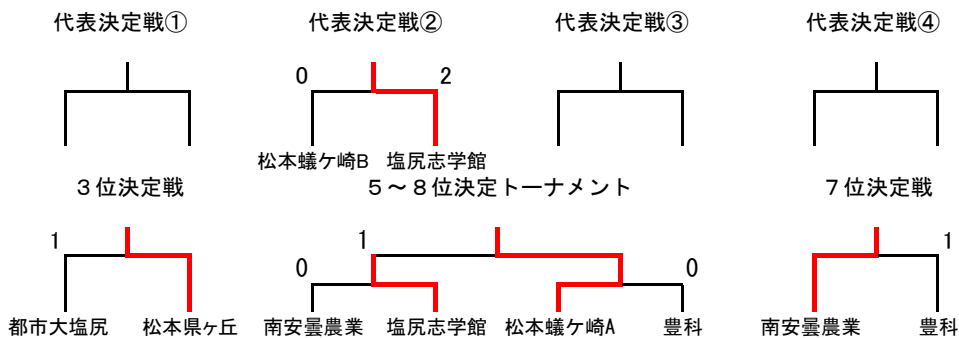 代表決定戦① 代表決定戦② 代表決定戦③ 代表決定戦④
0 2
松本蟻ケ崎B 塩尻志学館
３位決定戦 ５～８位決定トーナメント ７位決定戦
1 1 1
0 0
都市大塩尻 松本県ヶ丘 南安曇農業 塩尻志学館 松本蟻ケ崎A 豊科 南安曇農業 豊科